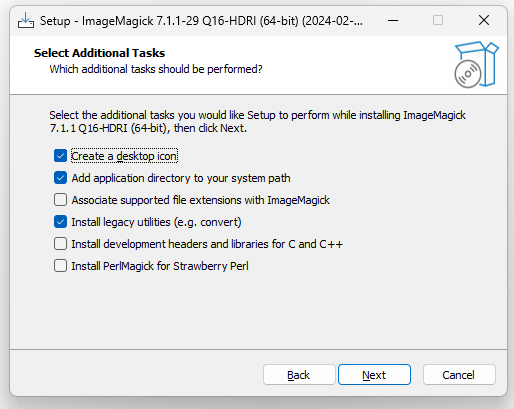 Setup - ImageMagick 7.1.1-29 Q16-HDRI (64-bit) (2024-02-...
Select Additional Tasks
Which additional tasks should be performed?
Select the additional tasks you would like Setup to perform while installing ImageMagick
7.1.1 Q16-HDRI (64-bit), then click Next.
Create a desktop icon
Add application directory to your system path
Associate supported file extensions with ImageMagick
Install legacy utilities (e.g. convert)
Install development headers and libraries for C and C++
Install PerlMagick for Strawberry Perl
Back
Next
Cancel